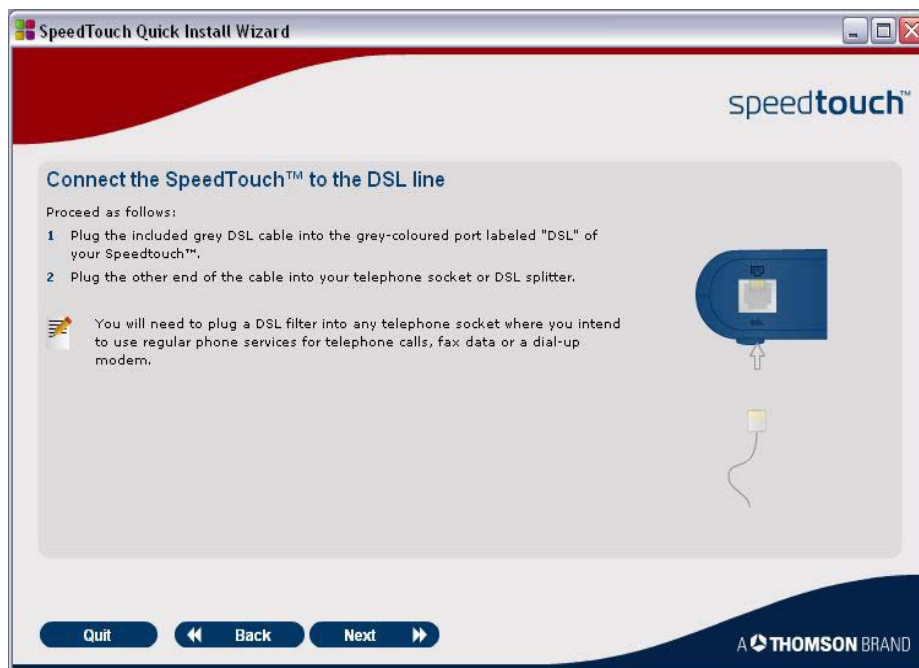 SpeedTouch Quick Install Wizard
speedtouch™
Connect the SpeedTouch™ to the DSL line
Proceed as follows:
1 Plug the included grey DSL cable into the grey-coloured port labeled "DSL" of
your Speedtouch™.
2 Plug the other end of the cable into your telephone socket or DSL splitter.
You will need to plug a DSL filter into any telephone socket where you intend
to use regular phone services for telephone calls, fax data or a dial-up
modem.
DSL
Quit
Back
Next
A THOMSON BRAND